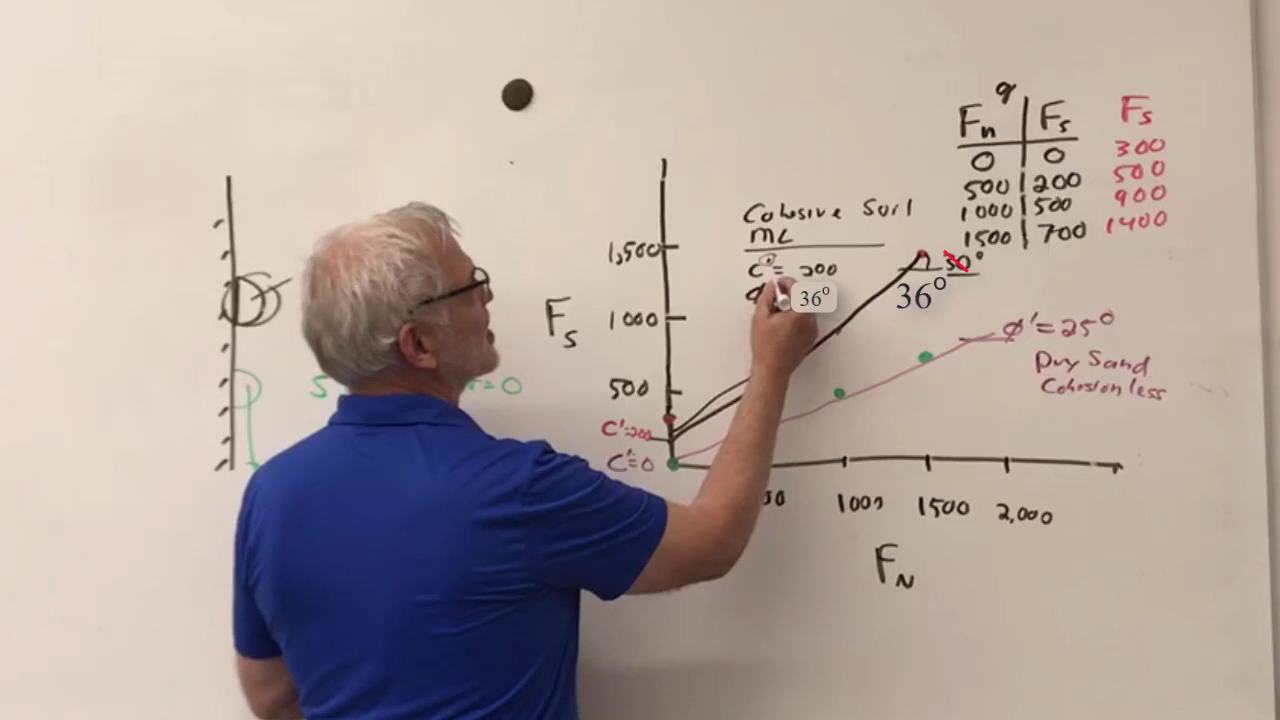 Fn φ Fs Fs
0 0 300
500 200 500
1000 500 900
1500 700 1400
Cohesive Soil
ML
C' = 200
36°
30°
36°
Fs
1,500
1000
500
C'=200
C'=0
φ' = 25°
Dry Sand
Cohesionless
S =0
1000 1500 2,000
FN